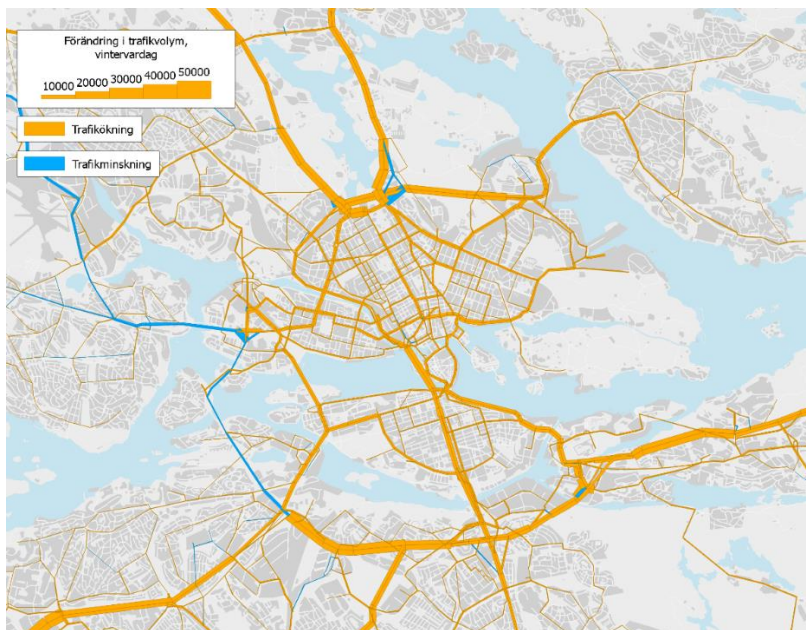 Förändring i trafikvolym,
vintervardag
10000 20000 30000 40000 50000
Trafikökning
Trafikminskning